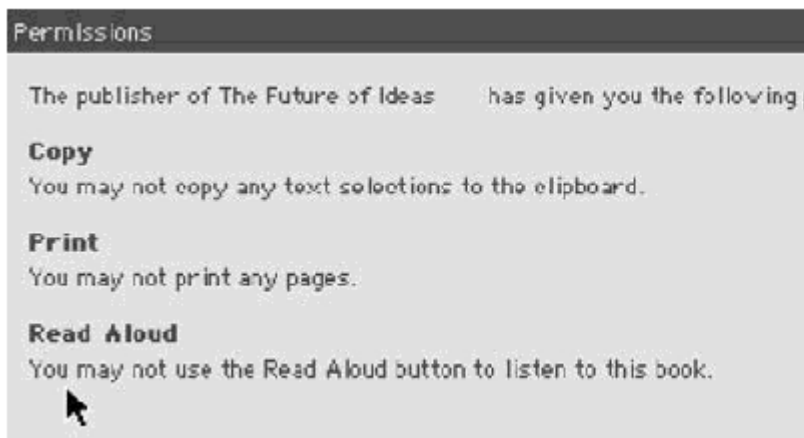 Permissions
The publisher of The Future of Ideas has given you the following
Copy
You may not copy any text selections to the clipboard.
Print
You may not print any pages.
Read Aloud
You may not use the Read Aloud button to listen to this book.